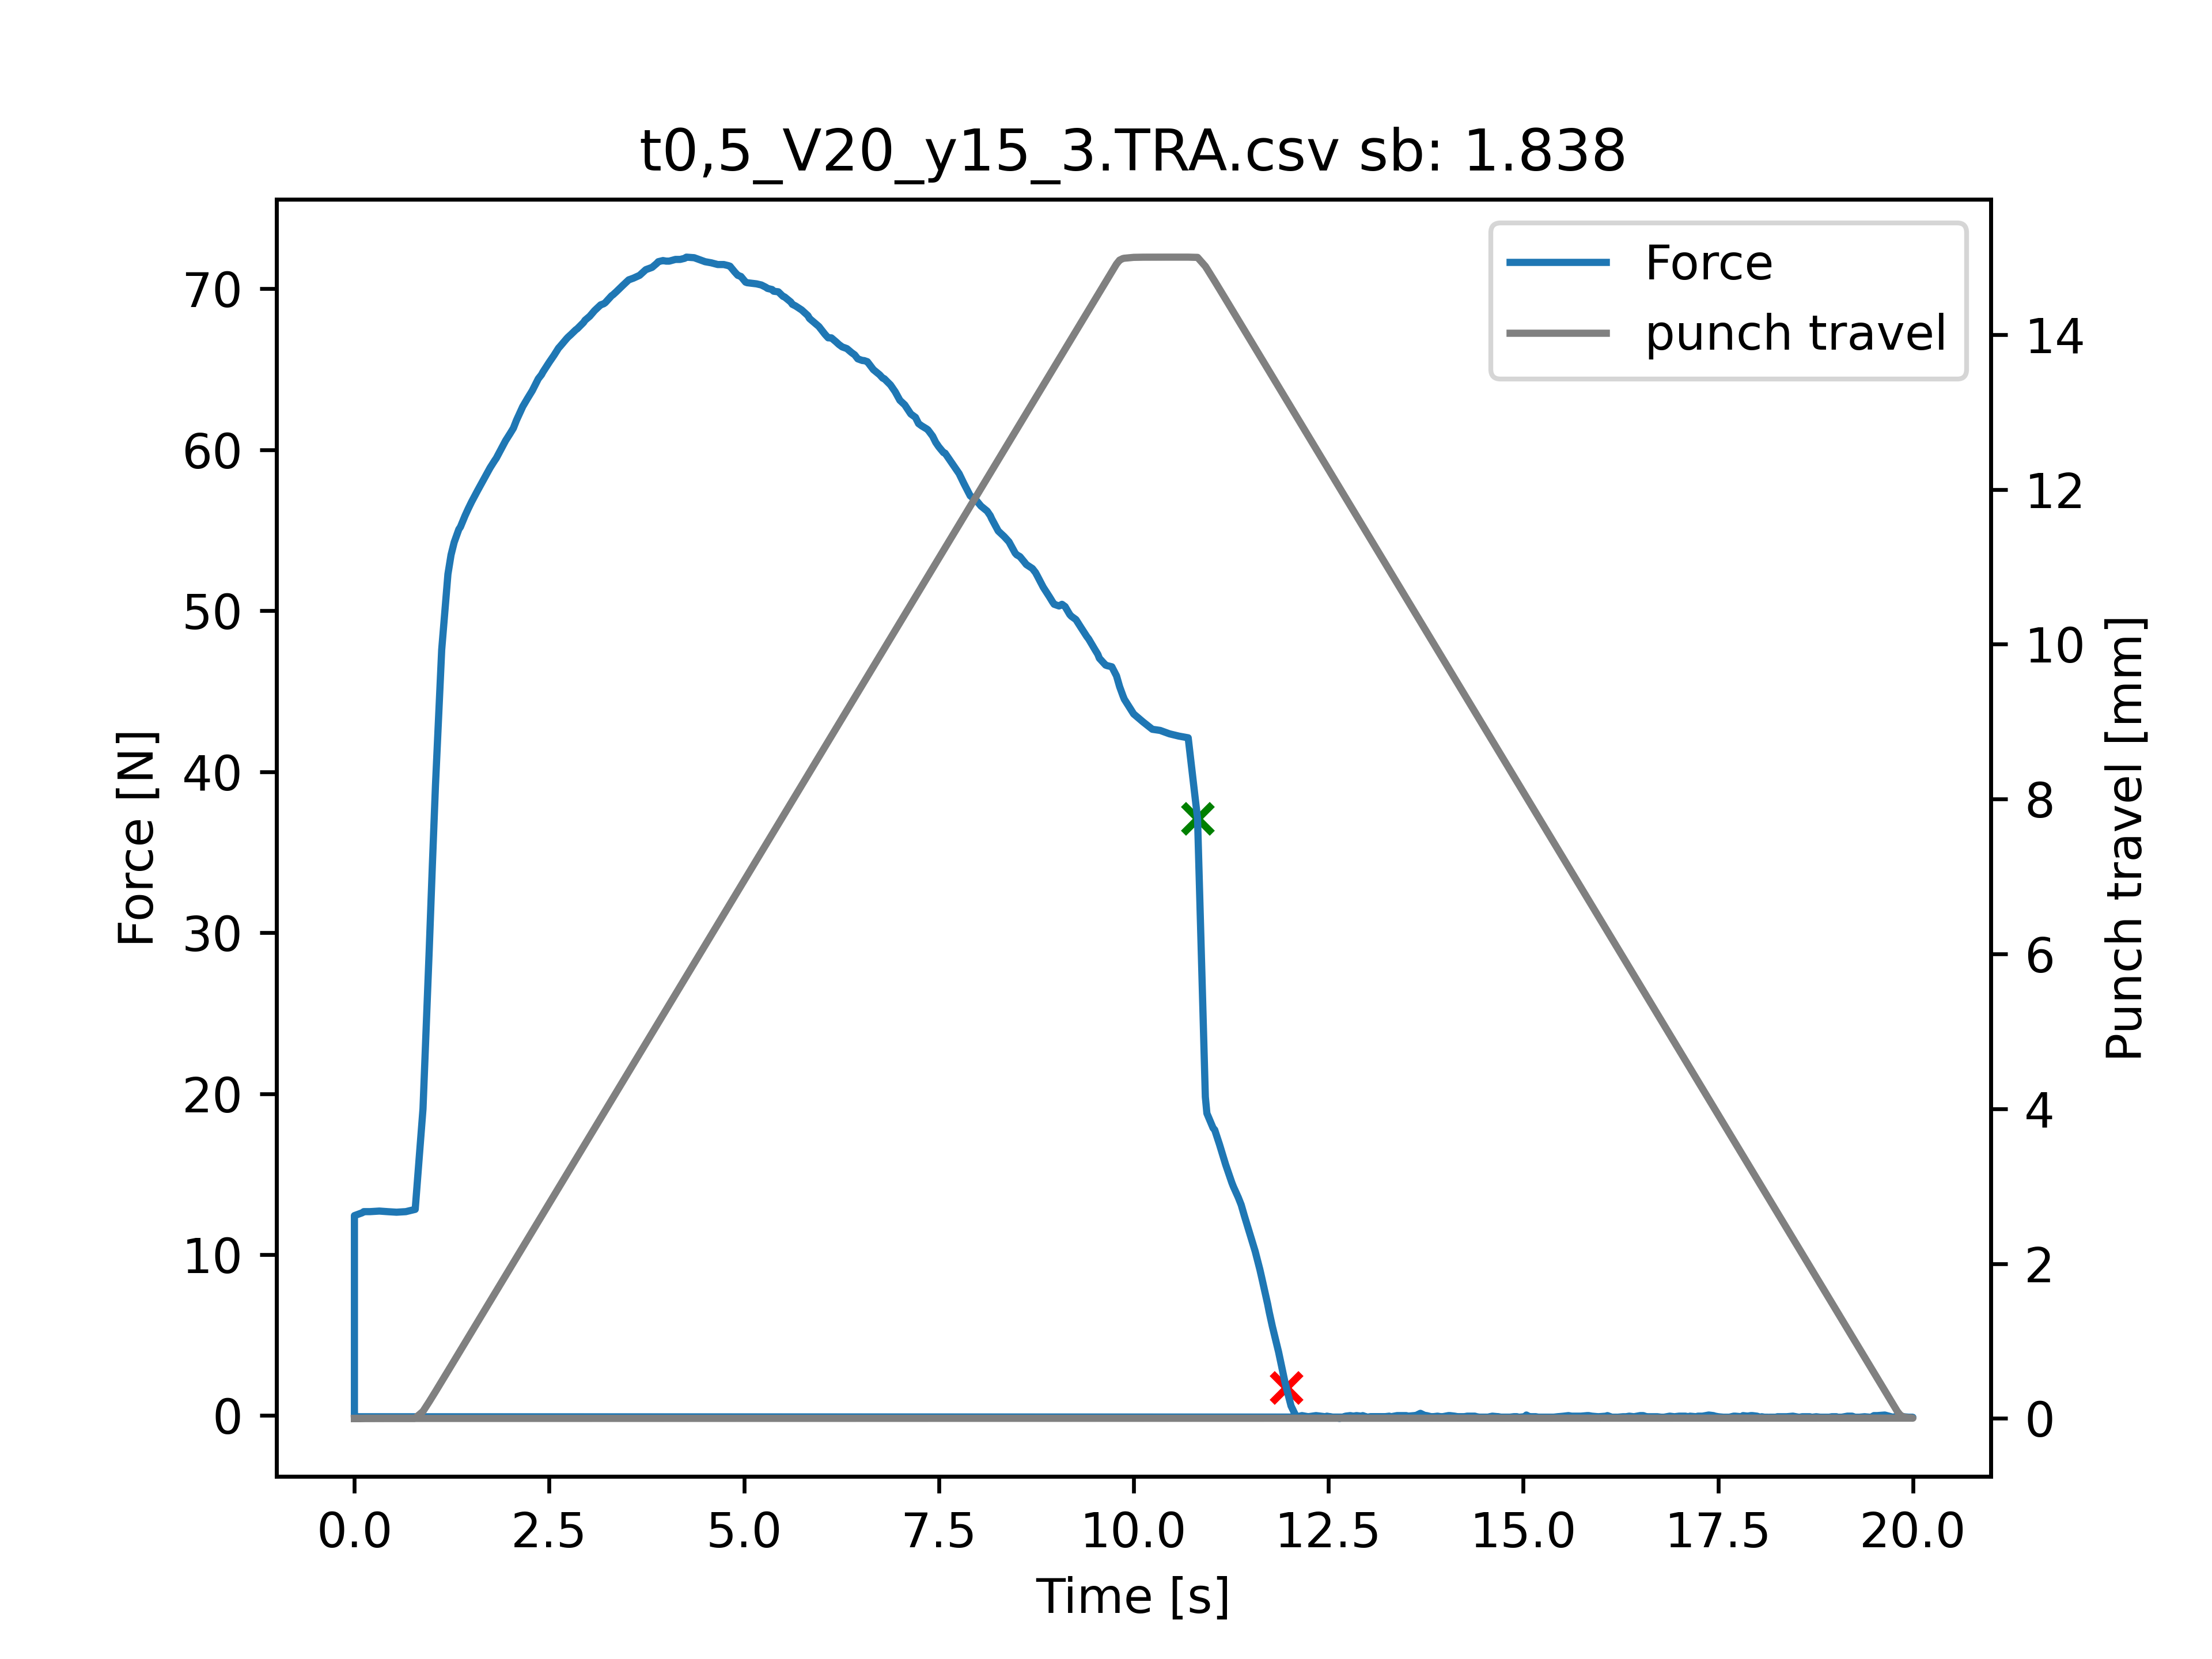 t0,5_V20_y15_3.TRA.csv sb: 1.838
Force
punch travel
70
60
50
40
30
20
10
0
Force [N]
14
12
10
8
6
4
2
0
Punch travel [mm]
0.0 2.5 5.0 7.5 10.0 12.5 15.0 17.5 20.0
Time [s]